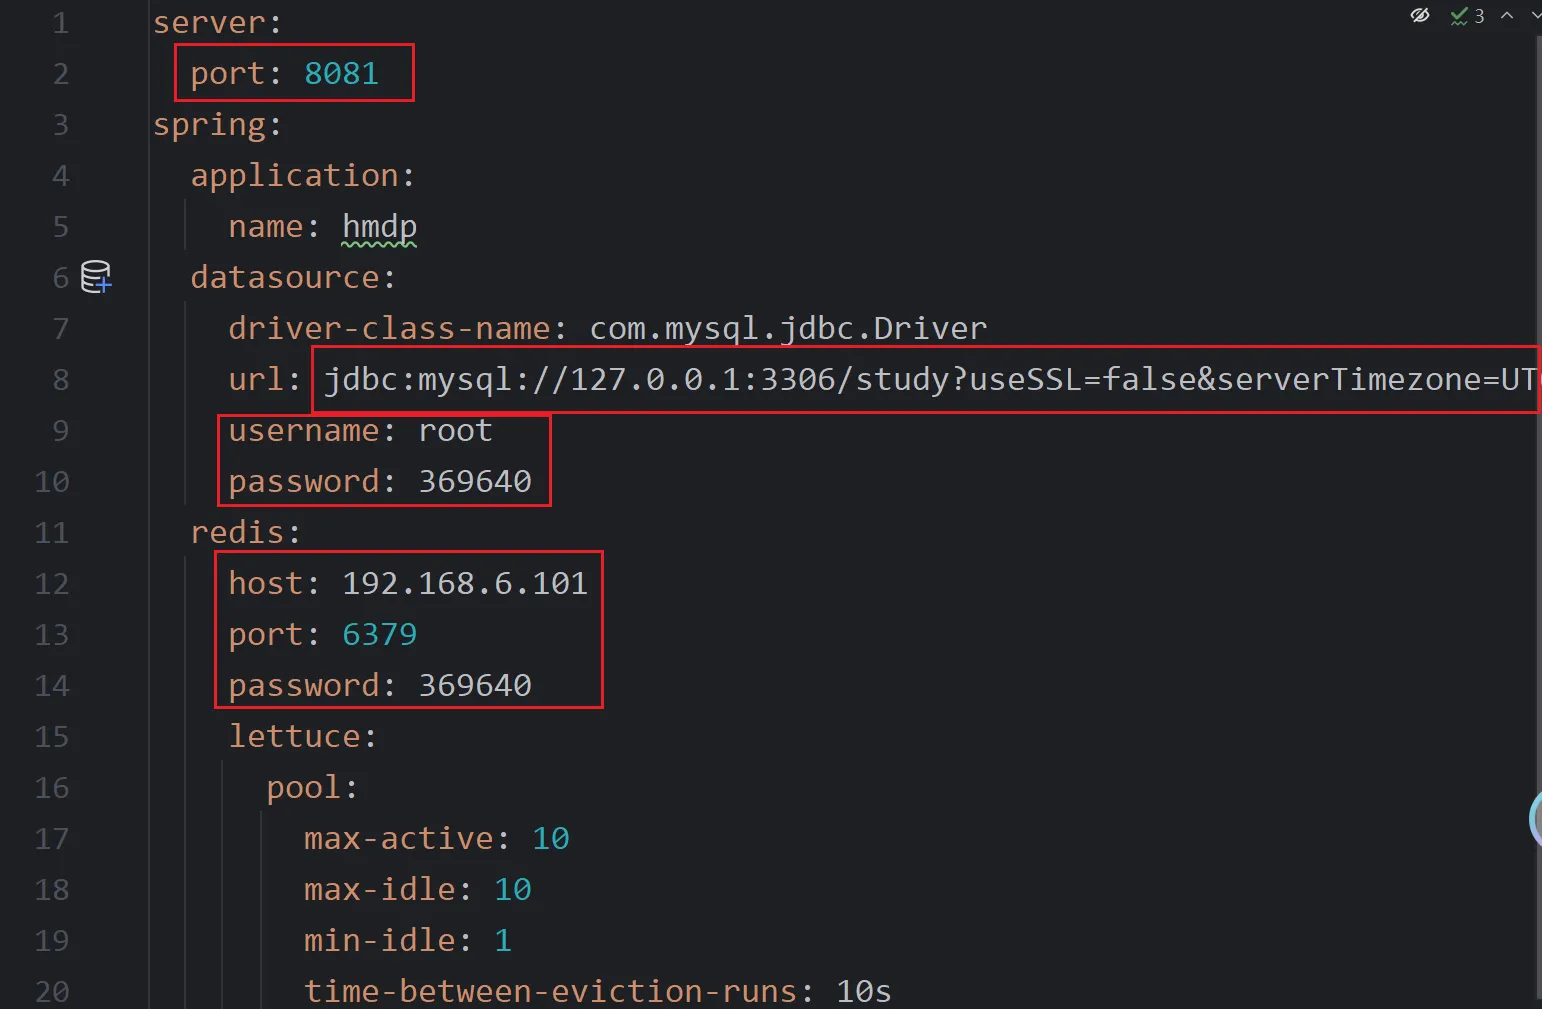 3
1 server:
2 port: 8081
3 spring:
4 application:
5 name: hmdp
6 datasource:
7 driver-class-name: com.mysql.jdbc.Driver
8 url: jdbc:mysql://127.0.0.1:3306/study?useSSL=false&serverTimezone=UT
9 username: root
10 password: 369640
11 redis:
12 host: 192.168.6.101
13 port: 6379
14 password: 369640
15 lettuce:
16 pool:
17 max-active: 10
18 max-idle: 10
19 min-idle: 1
20 time-between-eviction-runs: 10s